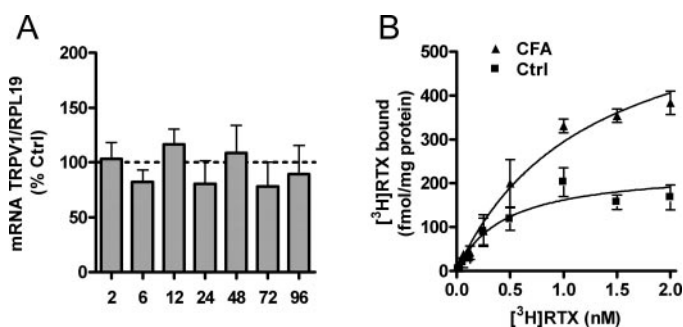 A
mRNA TRPV1/RPL19
(% Ctrl)
200
150
100
50
0
2 6 12 24 48 72 96
B
[³H]RTX bound
(fmol/mg protein)
500
400
300
200
100
0
CFA
Ctrl
0.0 0.5 1.0 1.5 2.0
[³H]RTX (nM)